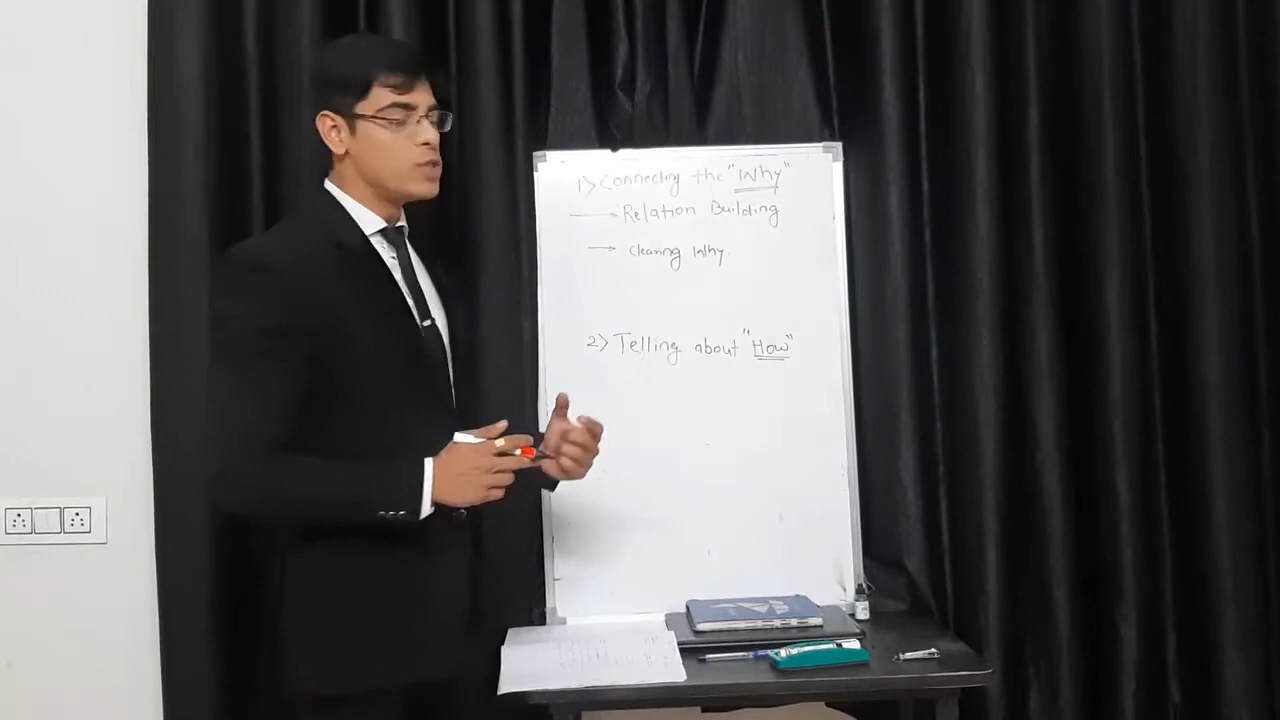 1> Connecting the "Why"
→ Relation Building
→ Clearing Why.
2> Telling about "How"